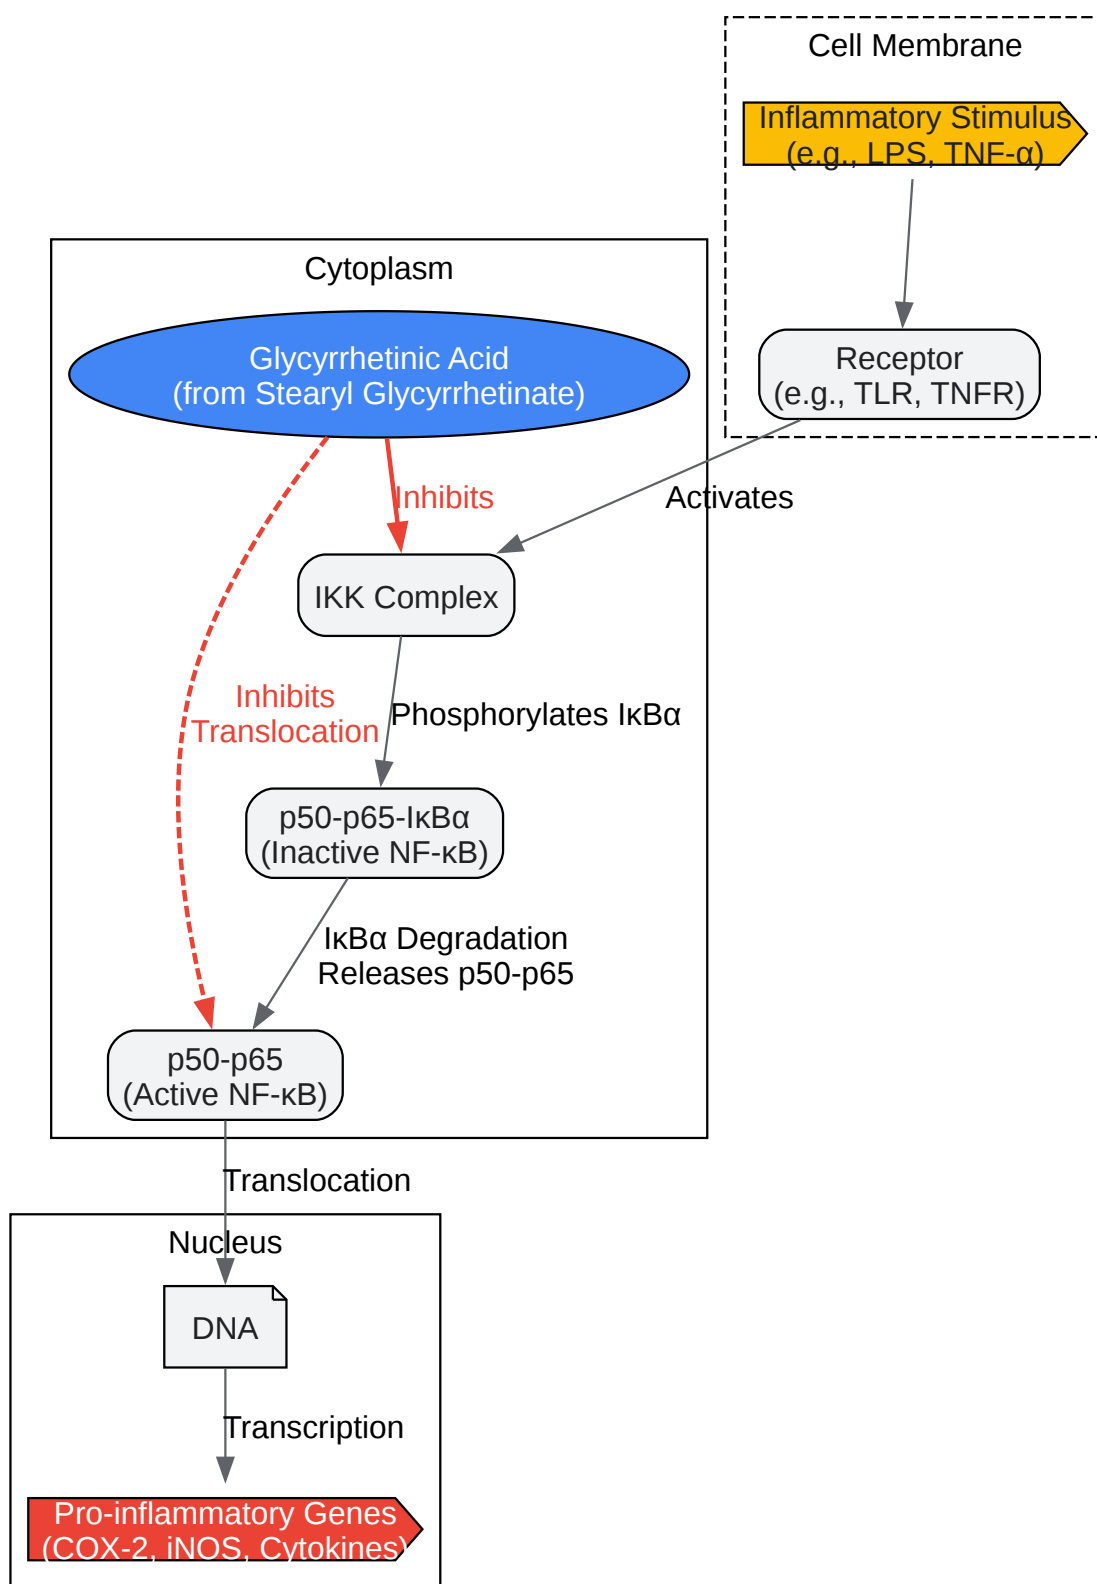 Cell Membrane
Inflammatory Stimulus
(e.g., LPS, TNF-α)
Cytoplasm
Glycyrrhetinic Acid
(from Stearyl Glycyrrhetinate)
Receptor
(e.g., TLR, TNFR)
Inhibits
Activates
IKK Complex
Inhibits
Translocation
Phosphorylates IκBα
p50-p65-IκBα
(Inactive NF-κB)
IκBα Degradation
Releases p50-p65
p50-p65
(Active NF-κB)
Translocation
Nucleus
DNA
Transcription
Pro-inflammatory Genes
(COX-2, iNOS, Cytokines)